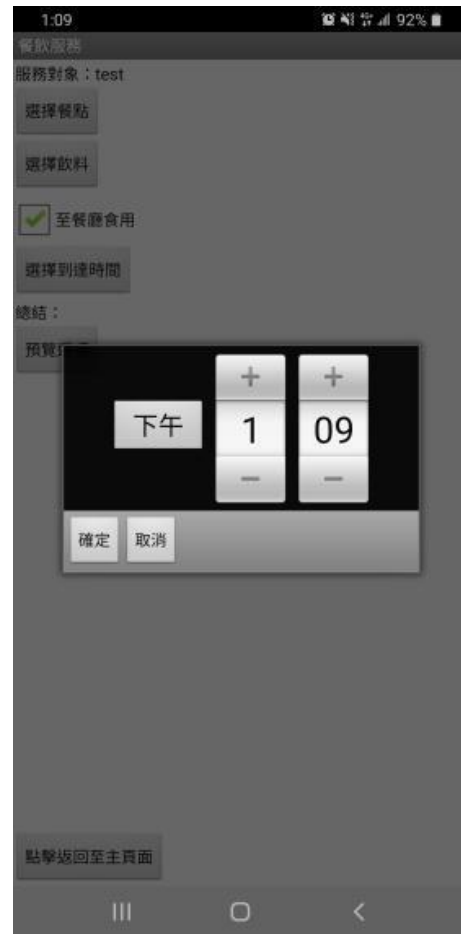 1:09 92%
餐飲服務
服務對象：test
選擇餐點
選擇飲料
至餐廳食用
選擇到達時間
總結：
預覽
+ +
下午 1 09
− −
確定 取消
點擊返回至主頁面